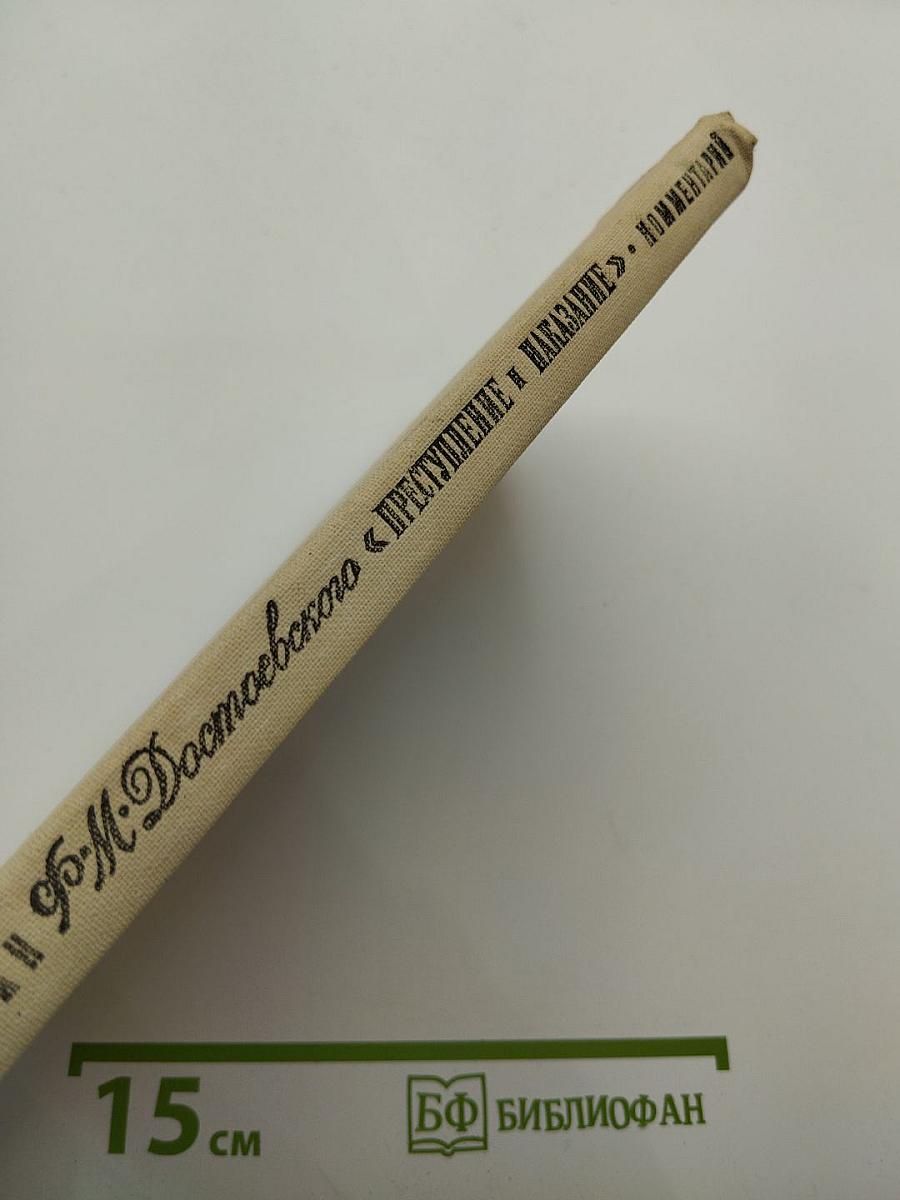 Ф·М·Достоевского «ПРЕСТУПЛЕНИЕ и НАКАЗАНИЕ» · КОММЕНТАРИЙ
15 см
БФ БИБЛИОФАН